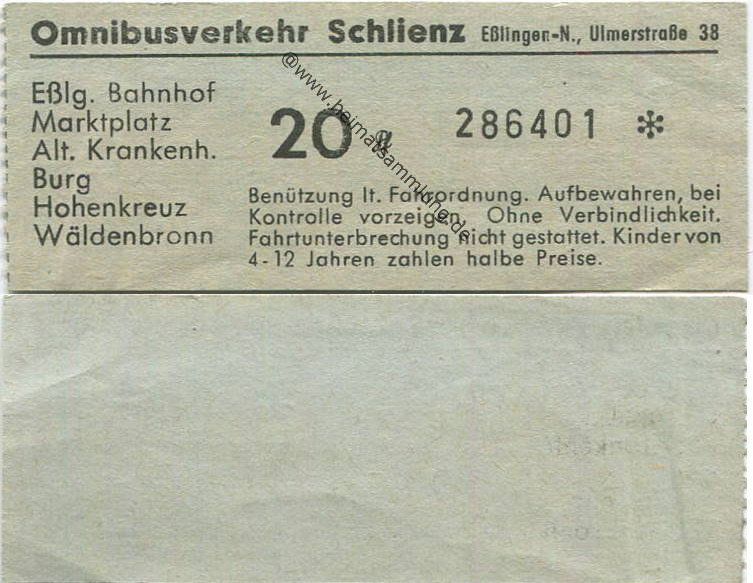 Omnibusverkehr Schlienz Eßlingen-N., Ulmerstraße 38
Eßlg. Bahnhof
Marktplatz
Alt. Krankenh.
Burg
Hohenkreuz
Wäldenbronn
20 ₰ 286401 *
Benützung lt. Fahrordnung. Aufbewahren, bei
Kontrolle vorzeigen. Ohne Verbindlichkeit.
Fahrtunterbrechung nicht gestattet. Kinder von
4-12 Jahren zahlen halbe Preise.
@www.heimatsammlung.de